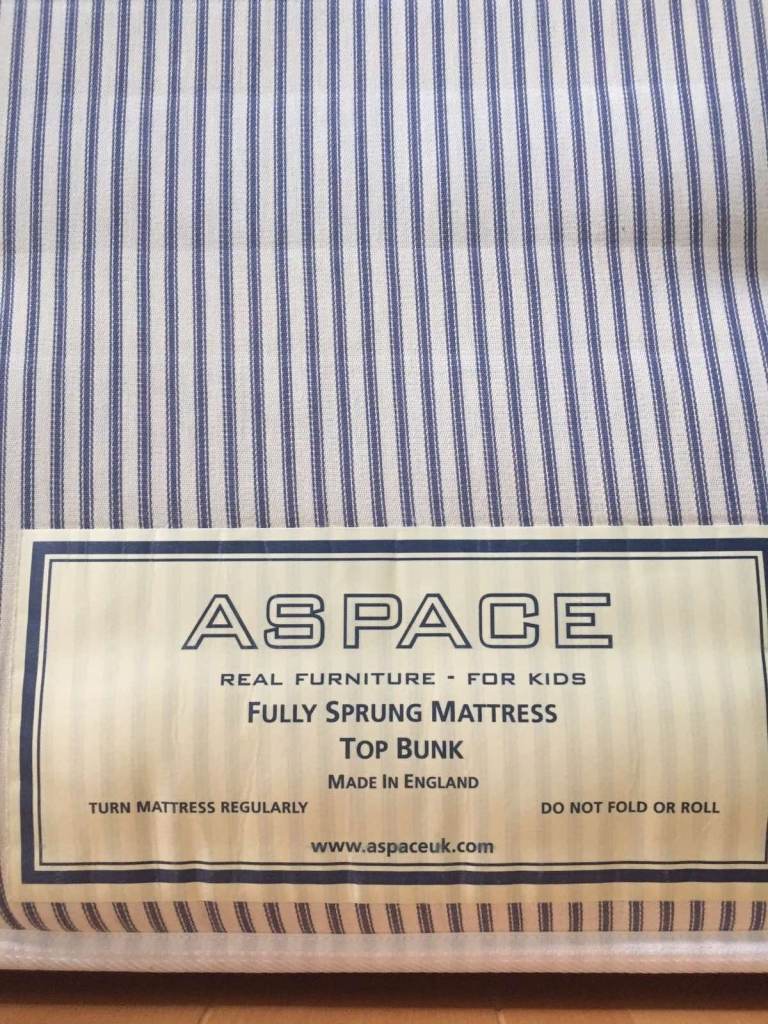 ASPACE
REAL FURNITURE - FOR KIDS
FULLY SPRUNG MATTRESS
TOP BUNK
MADE IN ENGLAND
TURN MATTRESS REGULARLY DO NOT FOLD OR ROLL
www.aspaceuk.com